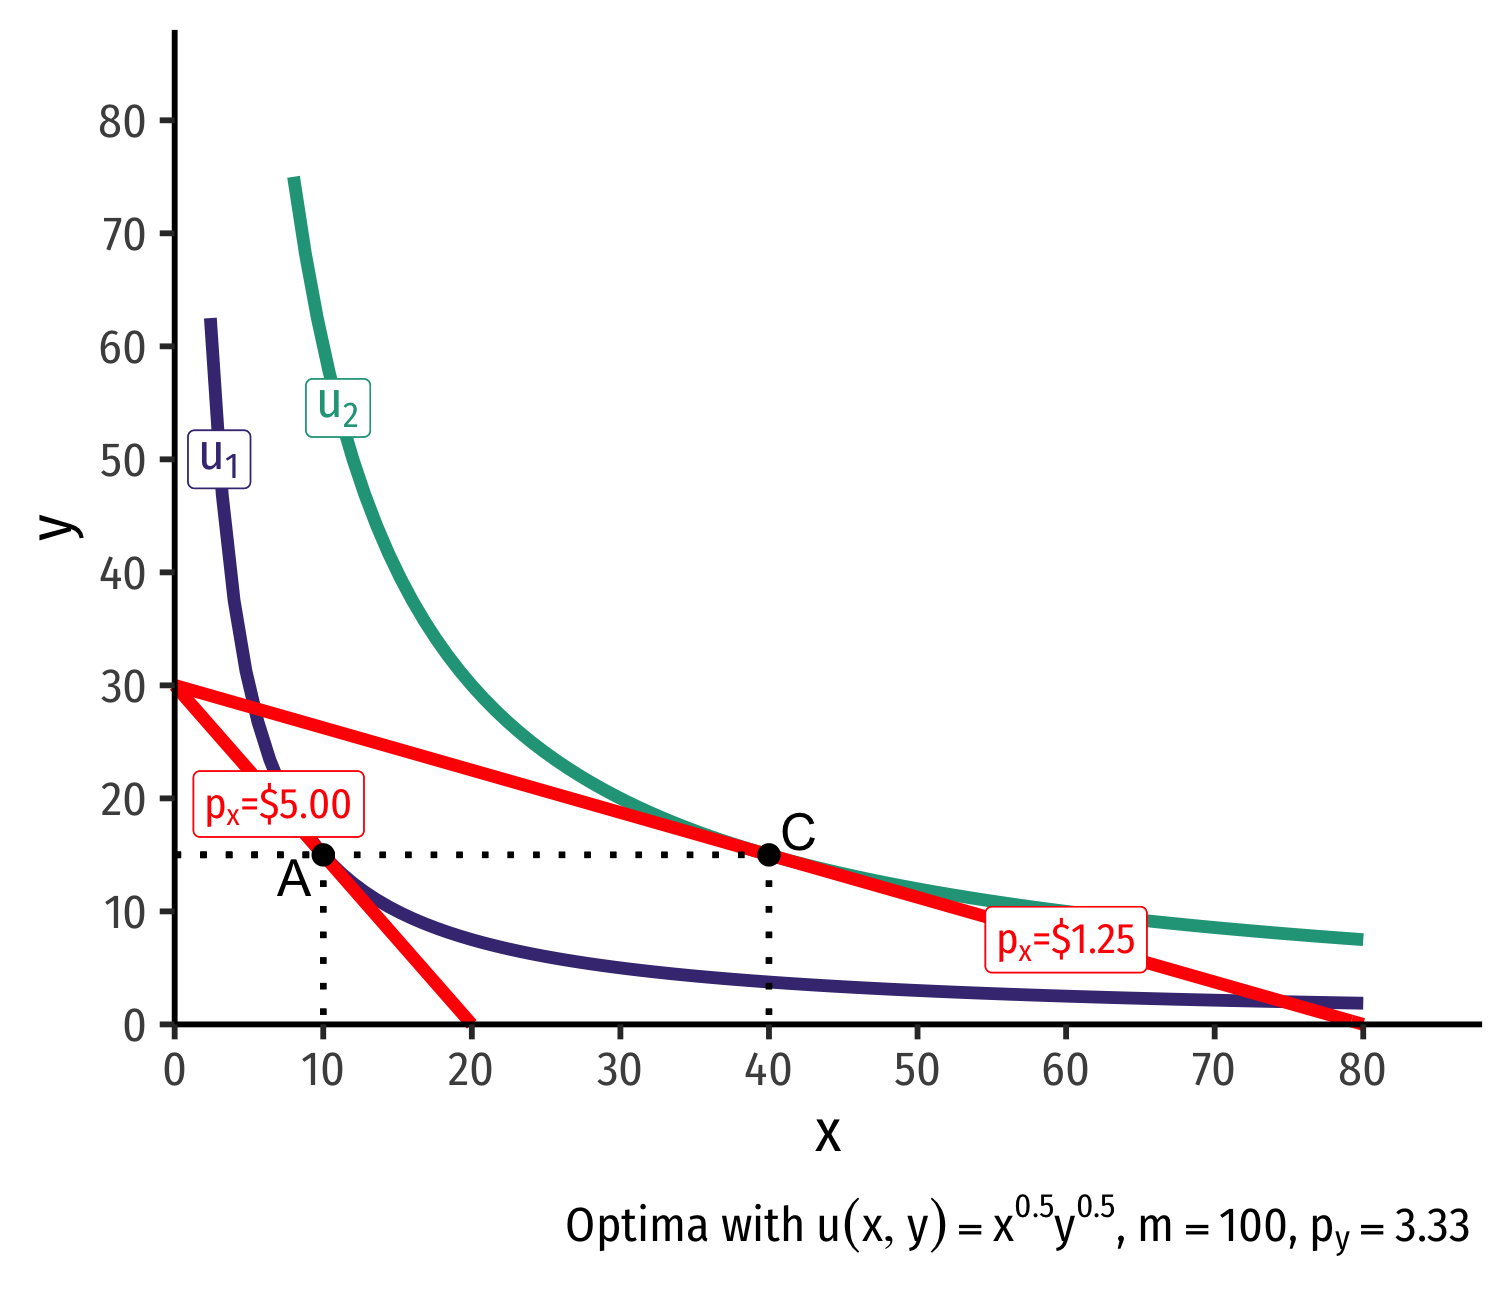 80
70
60
50
40
30
20
10
0
y
u₁
u₂
pₓ=$5.00
A
C
pₓ=$1.25
0 10 20 30 40 50 60 70 80
x
Optima with u(x, y) = x⁰·⁵y⁰·⁵, m = 100, p_y = 3.33